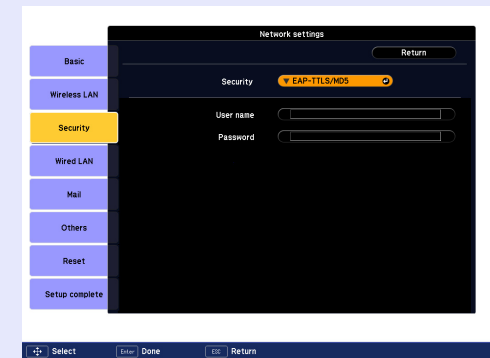 Network settings
Return
Basic
Security ▼ EAP-TTLS/MD5
Wireless LAN
User name
Security
Password
Wired LAN
Mail
Others
Reset
Setup complete
Select Enter Done ESC Return